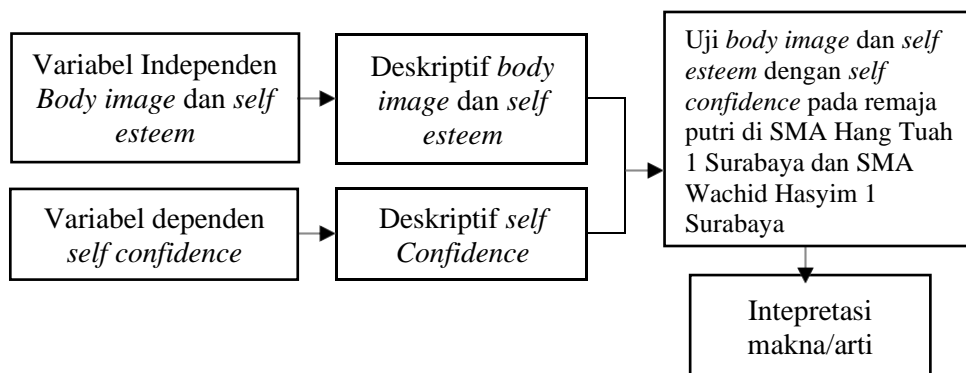 Variabel Independen
Body image dan self
esteem
Deskriptif body
image dan self
esteem
Uji body image dan self
esteem dengan self
confidence pada remaja
putri di SMA Hang Tuah
1 Surabaya dan SMA
Wachid Hasyim 1
Surabaya
Variabel dependen
self confidence
Deskriptif self
Confidence
Intepretasi
makna/arti